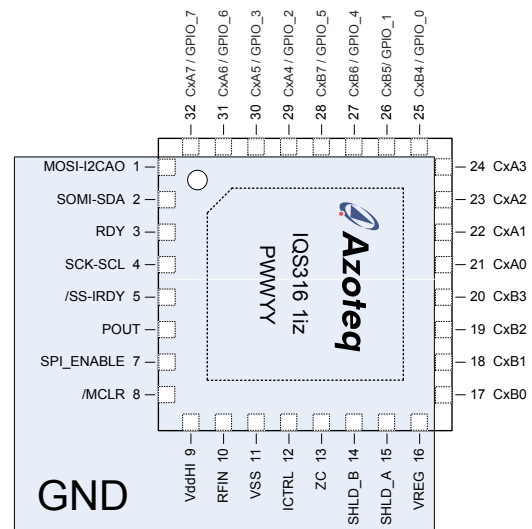 32 CxA7 / GPIO_7
31 CxA6 / GPIO_6
30 CxA5 / GPIO_3
29 CxA4 / GPIO_2
28 CxB7 / GPIO_5
27 CxB6 / GPIO_4
26 CxB5/ GPIO_1
25 CxB4 / GPIO_0
MOSI-I2CAO 1
SOMI-SDA 2
RDY 3
SCK-SCL 4
/SS-IRDY 5
POUT
SPI_ENABLE 7
/MCLR 8
24 CxA3
23 CxA2
22 CxA1
21 CxA0
20 CxB3
19 CxB2
18 CxB1
17 CxB0
Azoteq
IQS316 1iz
PWWYY
VddHI 9
RFIN 10
VSS 11
ICTRL 12
ZC 13
SHLD_B 14
SHLD_A 15
VREG 16
GND